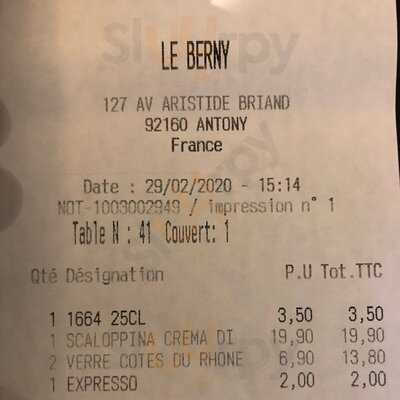 LE BERNY
127 AV ARISTIDE BRIAND
92160 ANTONY
France
Date : 29/02/2020 - 15:14
NOT-1003002949 / impression n° 1
Table N : 41 Couvert: 1
Qté Désignation P.U Tot.TTC
1 1664 25CL 3,50 3,50
1 SCALOPPINA CREMA DI 19,90 19,90
2 VERRE COTES DU RHONE 6,90 13,80
1 EXPRESSO 2,00 2,00